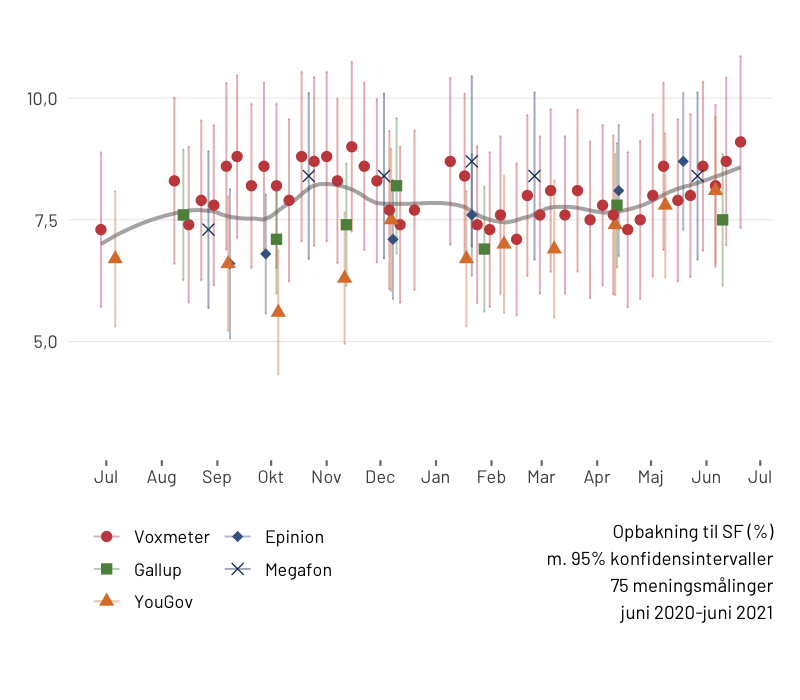 10,0
7,5
5,0
Jul Aug Sep Okt Nov Dec Jan Feb Mar Apr Maj Jun Jul
Voxmeter Epinion
Gallup Megafon
YouGov
Opbakning til SF (%)
m. 95% konfidensintervaller
75 meningsmålinger
juni 2020-juni 2021